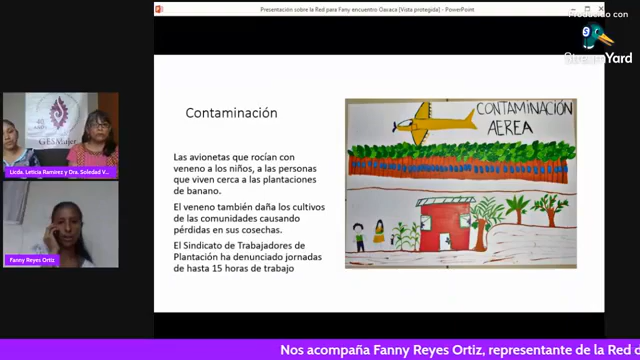 Presentación sobre la Red para Fany encuentro Oaxaca [Vista protegida] - PowerPoint
Producido con
StreamYard
Contaminación
Las avionetas que rocían con
veneno a los niños, a las personas
que viven cerca a las plantaciones
de banano.
El veneno también daña los cultivos
de las comunidades causando
pérdidas en sus cosechas.
El Sindicato de Trabajadores de
Plantación ha denunciado jornadas
de hasta 15 horas de trabajo
CONTAMINACIÓN
AEREA
40
AÑOS
GESMujer
Licda. Leticia Ramirez y Dra. Soledad V...
Fanny Reyes Ortiz
Nos acompaña Fanny Reyes Ortiz, representante de la Red